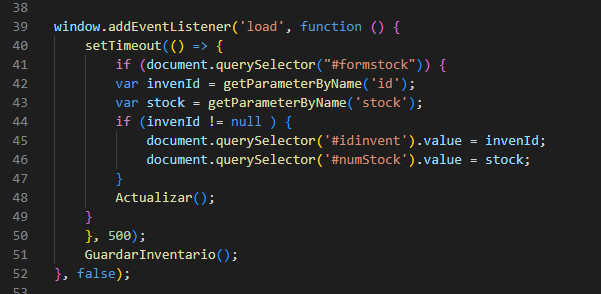 38
39 window.addEventListener('load', function () {
40     setTimeout(() => {
41         if (document.querySelector("#formstock")) {
42         var invenId = getParameterByName('id');
43         var stock = getParameterByName('stock');
44         if (invenId != null ) {
45             document.querySelector('#idinvent').value = invenId;
46             document.querySelector('#numStock').value = stock;
47         }
48         Actualizar();
49     }
50     }, 500);
51     GuardarInventario();
52 }, false);
53